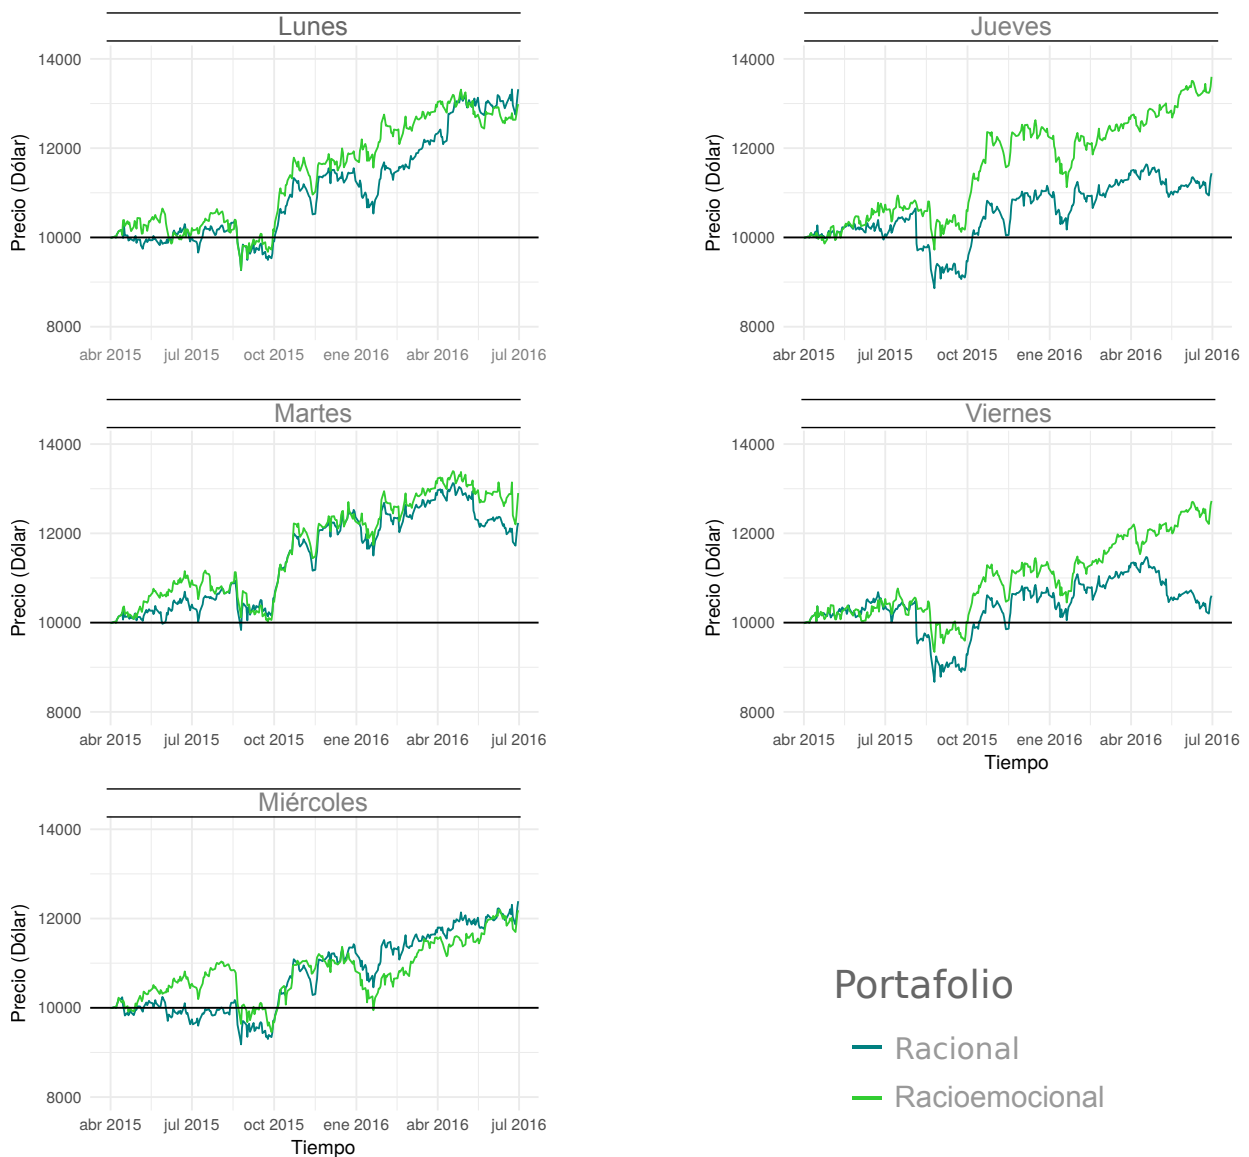 Lunes
14000
12000
10000
8000
Precio (Dólar)
abr 2015 jul 2015 oct 2015 ene 2016 abr 2016 jul 2016
Martes
14000
12000
10000
8000
Precio (Dólar)
abr 2015 jul 2015 oct 2015 ene 2016 abr 2016 jul 2016
Miércoles
14000
12000
10000
8000
Precio (Dólar)
abr 2015 jul 2015 oct 2015 ene 2016 abr 2016 jul 2016
Tiempo
Jueves
14000
12000
10000
8000
Precio (Dólar)
abr 2015 jul 2015 oct 2015 ene 2016 abr 2016 jul 2016
Viernes
14000
12000
10000
8000
Precio (Dólar)
abr 2015 jul 2015 oct 2015 ene 2016 abr 2016 jul 2016
Tiempo
Portafolio
Racional
Racioemocional